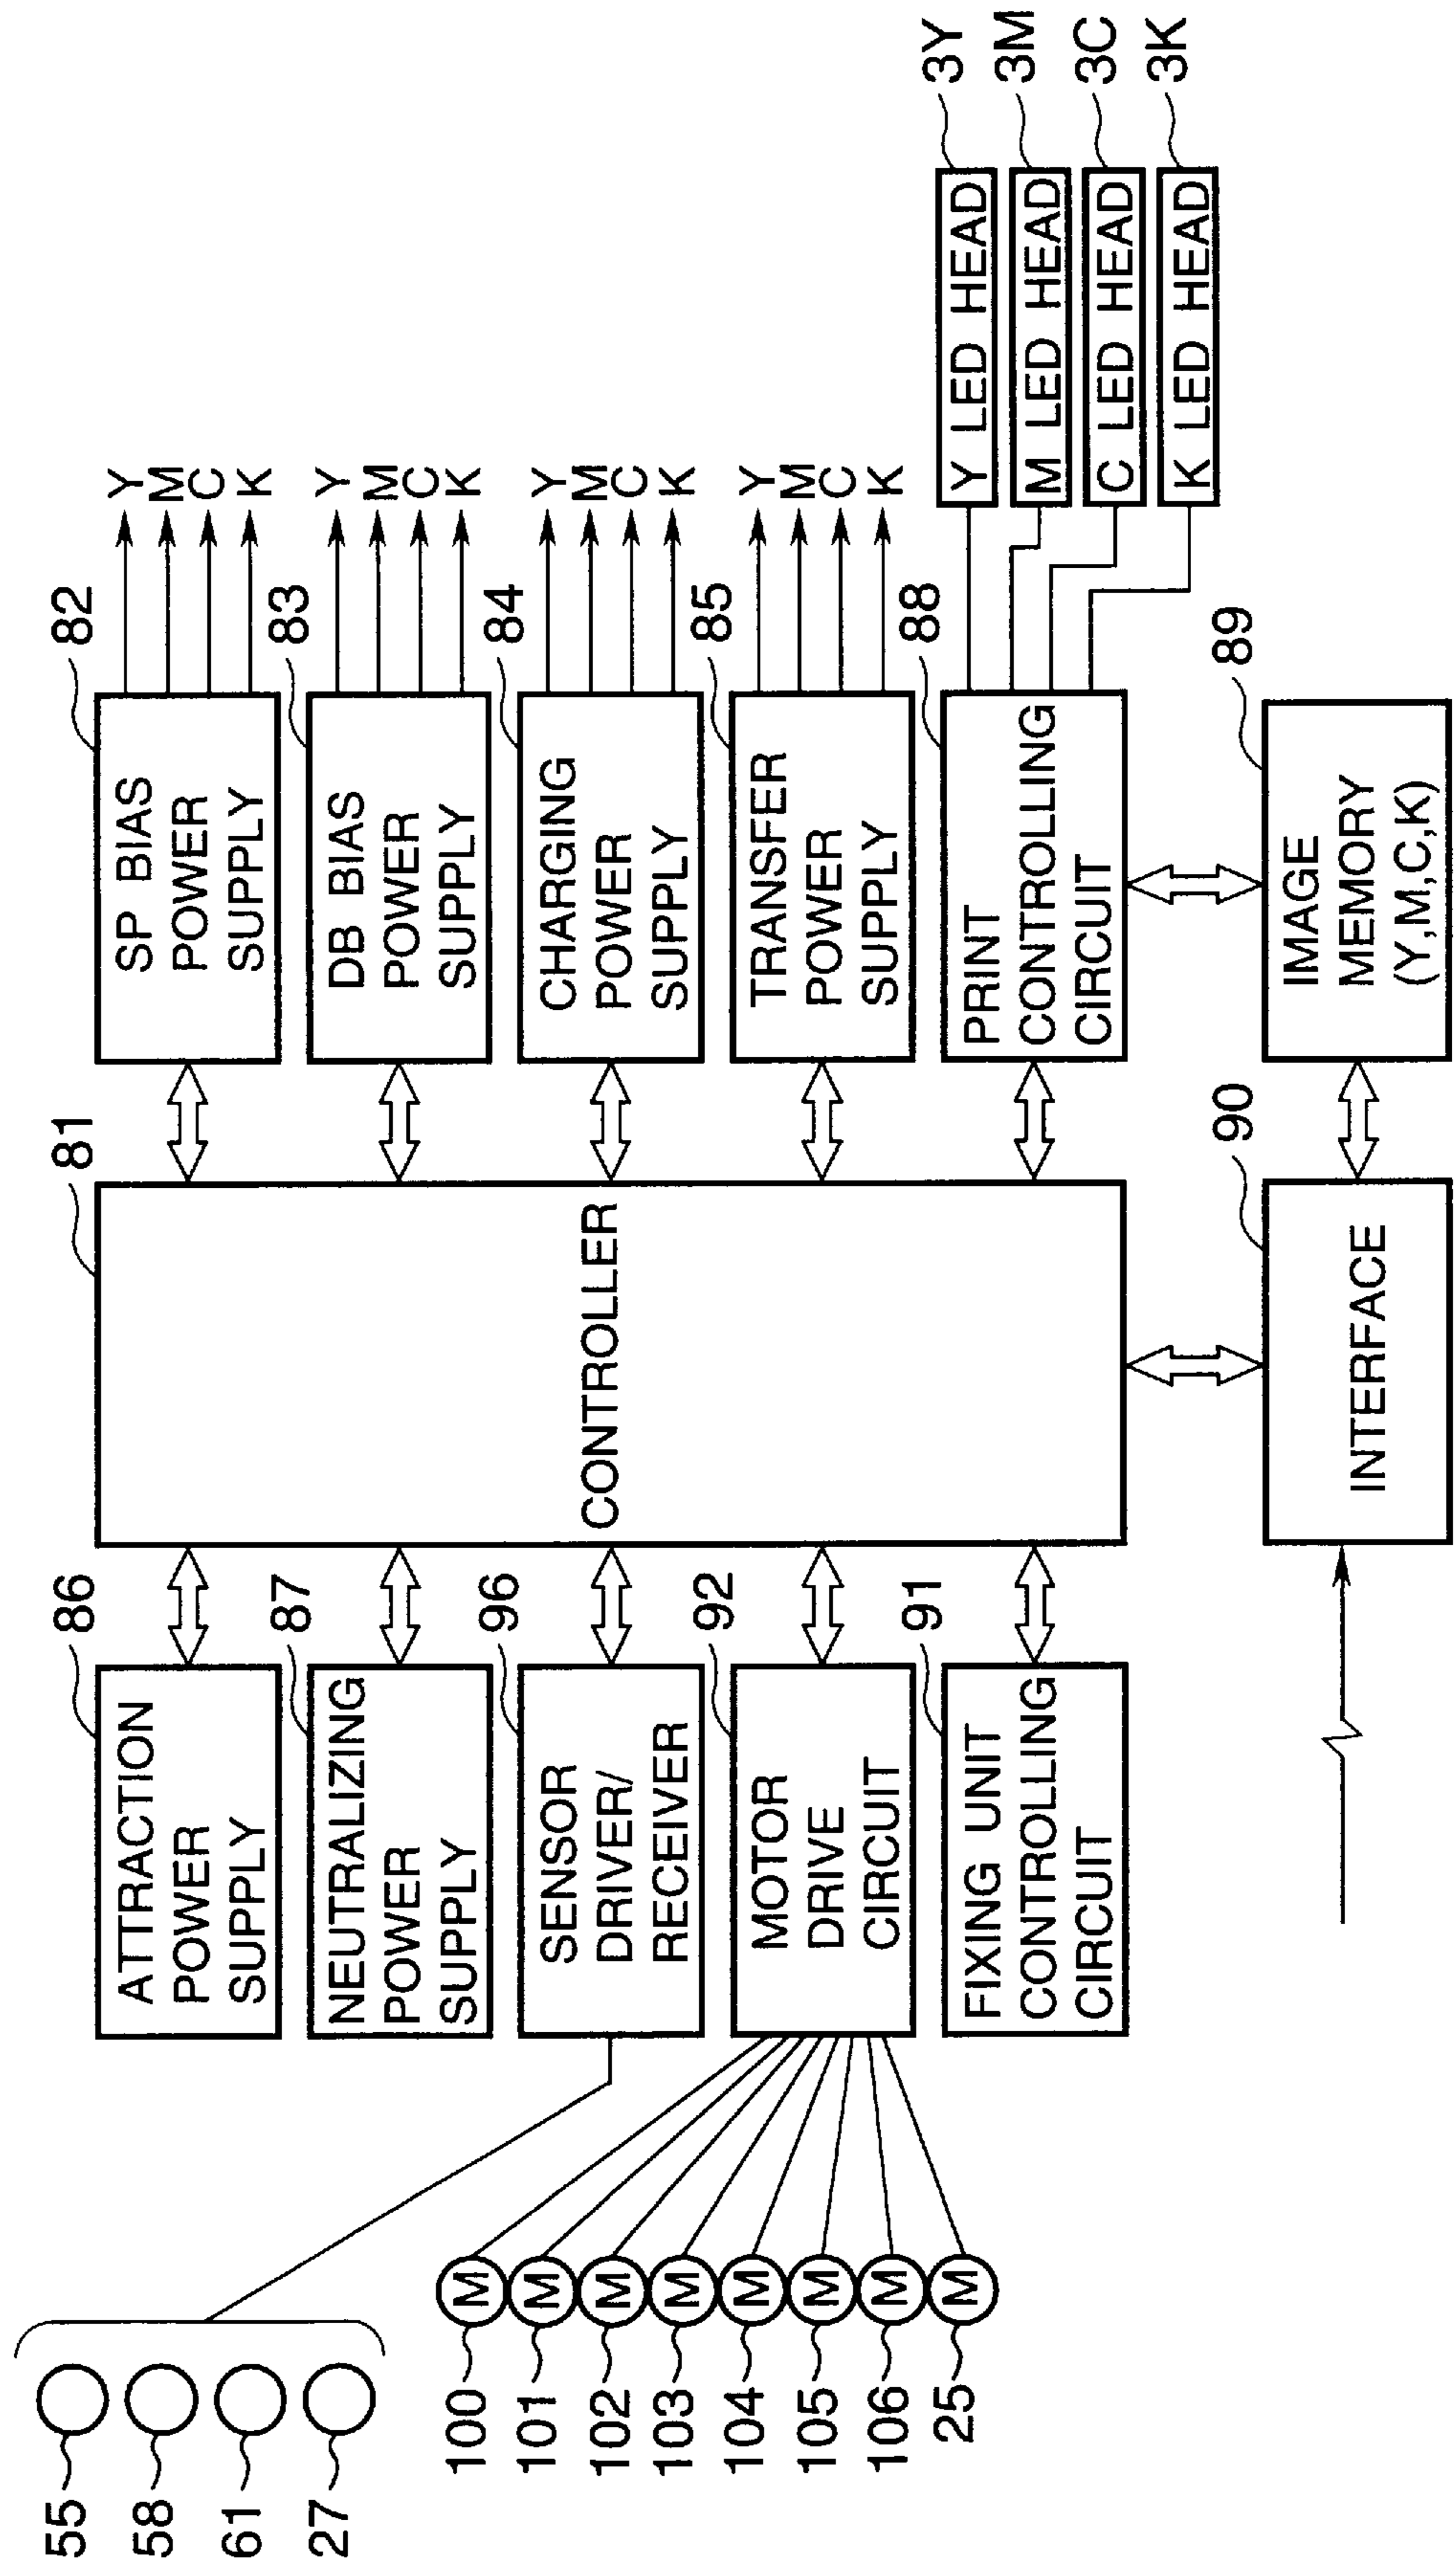 55
58
61
27
100
101
102
103
104
105
106
25
M
M
M
M
M
M
M
M
86
ATTRACTION
POWER
SUPPLY
87
NEUTRALIZING
POWER
SUPPLY
96
SENSOR
DRIVER/
RECEIVER
92
MOTOR
DRIVE
CIRCUIT
91
FIXING UNIT
CONTROLLING
CIRCUIT
81
CONTROLLER
90
INTERFACE
82
SP BIAS
POWER
SUPPLY
Y
M
C
K
83
DB BIAS
POWER
SUPPLY
Y
M
C
K
84
CHARGING
POWER
SUPPLY
Y
M
C
K
85
TRANSFER
POWER
SUPPLY
Y
M
C
K
88
PRINT
CONTROLLING
CIRCUIT
89
IMAGE
MEMORY
(Y,M,C,K)
Y LED HEAD
3Y
M LED HEAD
3M
C LED HEAD
3C
K LED HEAD
3K